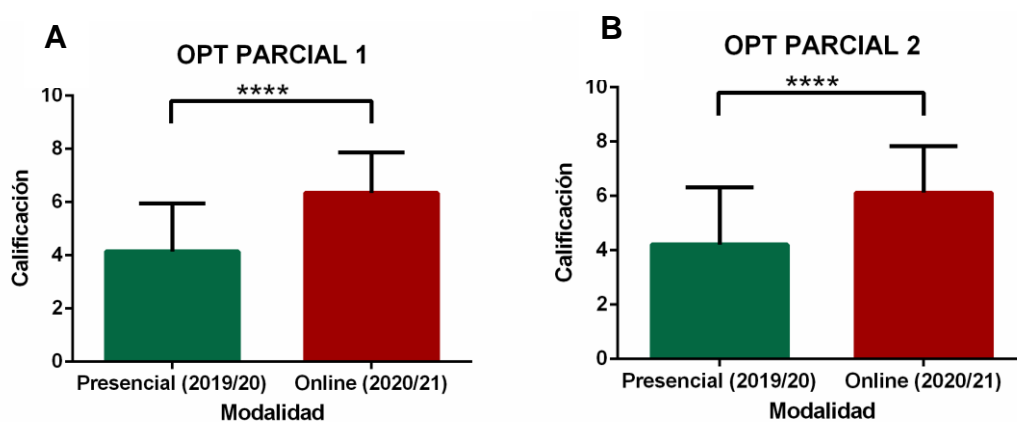 A
OPT PARCIAL 1
****
10
8
6
4
2
0
Calificación
Presencial (2019/20) Online (2020/21)
Modalidad
B
OPT PARCIAL 2
****
10
8
6
4
2
0
Calificación
Presencial (2019/20) Online (2020/21)
Modalidad